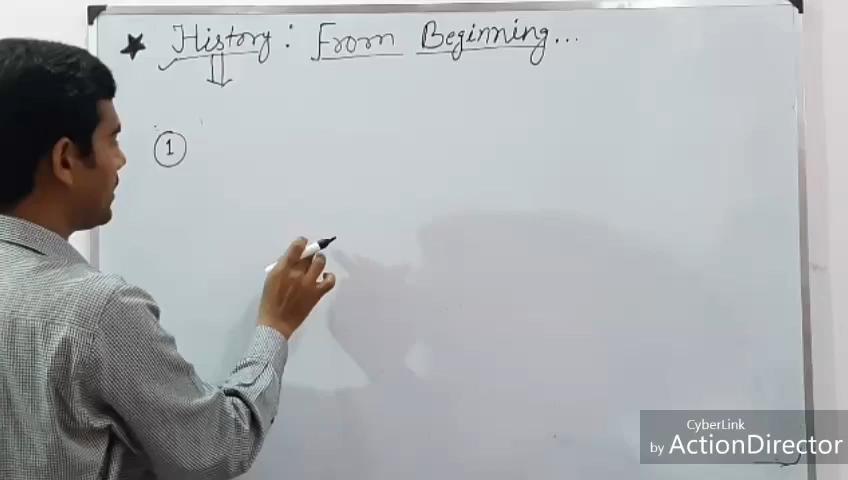 ★ History : From Beginning...
1
CyberLink
by ActionDirector